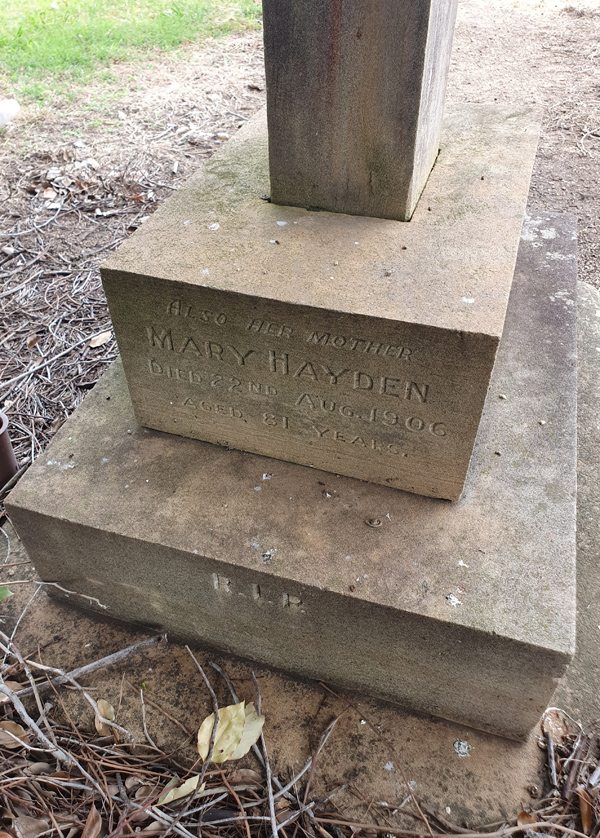 ALSO HER MOTHER
MARY HAYDEN
DIED 22ND AUG. 1906
AGED 81 YEARS.
R.I.P.